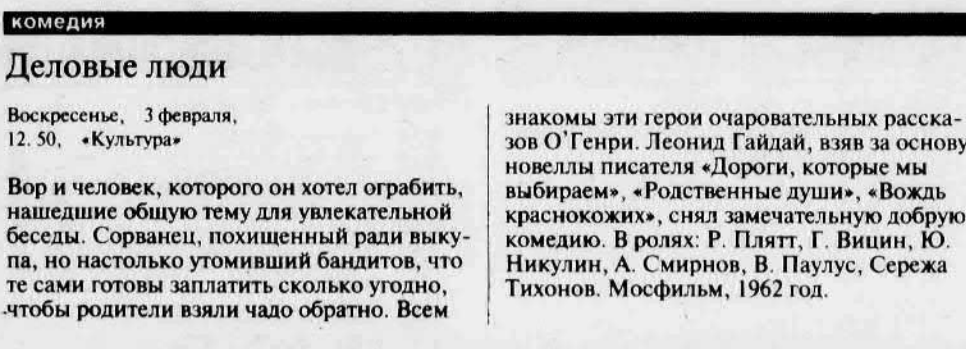 комедия
Деловые люди
Воскресенье, 3 февраля,
12. 50, «Культура»
Вор и человек, которого он хотел ограбить,
нашедшие общую тему для увлекательной
беседы. Сорванец, похищенный ради выку-
па, но настолько утомивший бандитов, что
те сами готовы заплатить сколько угодно,
чтобы родители взяли чадо обратно. Всем
знакомы эти герои очаровательных расска-
зов О'Генри. Леонид Гайдай, взяв за основу
новеллы писателя «Дороги, которые мы
выбираем», «Родственные души», «Вождь
краснокожих», снял замечательную добрую
комедию. В ролях: Р. Плятт, Г. Вицин, Ю.
Никулин, А. Смирнов, В. Паулус, Сережа
Тихонов. Мосфильм, 1962 год.